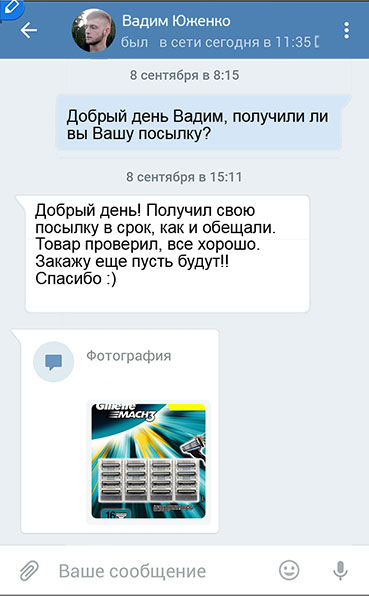 Вадим Юженко
был в сети сегодня в 11:35
8 сентября в 8:15
Добрый день Вадим, получили ли
вы Вашу посылку?
8 сентября в 15:11
Добрый день! Получил свою
посылку в срок, как и обещали.
Товар проверил, все хорошо.
Закажу еще пусть будут!!
Спасибо :)
Фотография
Gillette
MACH3
16
Ваше сообщение